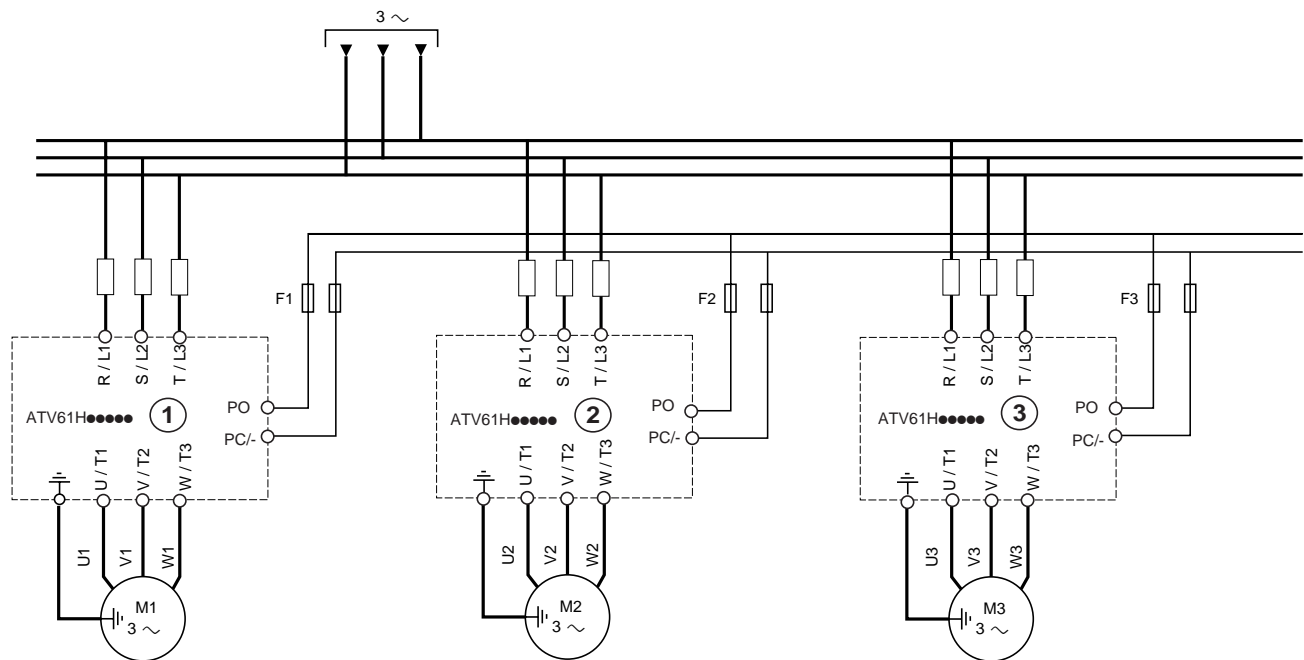 3 ∼
F1
F2
F3
R / L1
S / L2
T / L3
R / L1
S / L2
T / L3
R / L1
S / L2
T / L3
ATV61H●●●●●
1
PO
PC/-
ATV61H●●●●●
2
PO
PC/-
ATV61H●●●●●
3
PO
PC/-
U / T1
V / T2
W / T3
U / T1
V / T2
W / T3
U / T1
V / T2
W / T3
U1
V1
W1
U2
V2
W2
U3
V3
W3
M1
3 ∼
M2
3 ∼
M3
3 ∼